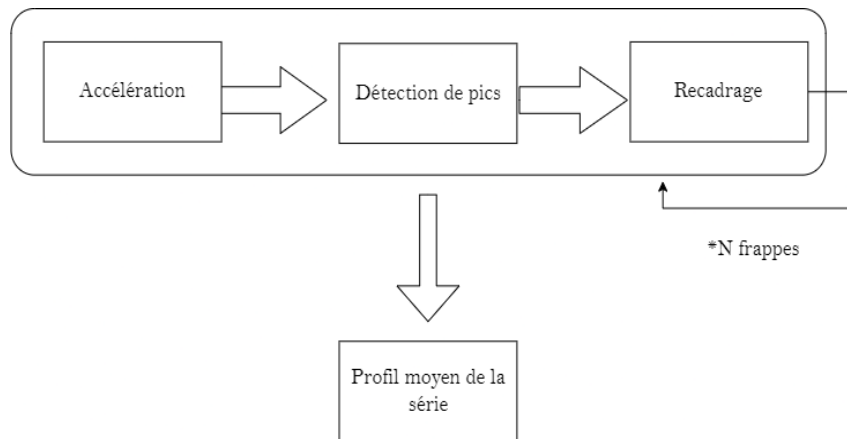 Accélération
Détection de pics
Recadrage
*N frappes
Profil moyen de la
série